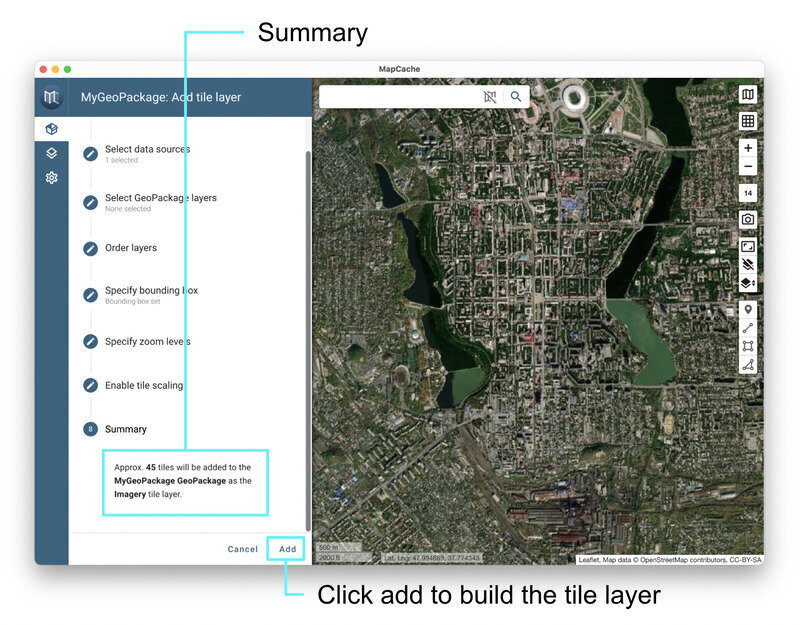 Summary
MapCache
MyGeoPackage: Add tile layer
Select data sources
1 selected
Select GeoPackage layers
None selected
Order layers
Specify bounding box
Bounding box set
Specify zoom levels
Enable tile scaling
8 Summary
Approx. 45 tiles will be added to the
MyGeoPackage GeoPackage as the
Imagery tile layer.
Cancel Add
14
500 m
2000 ft
Lat, Lng: 47.994689, 37.774343
Leaflet, Map data © OpenStreetMap contributors, CC-BY-SA
Click add to build the tile layer